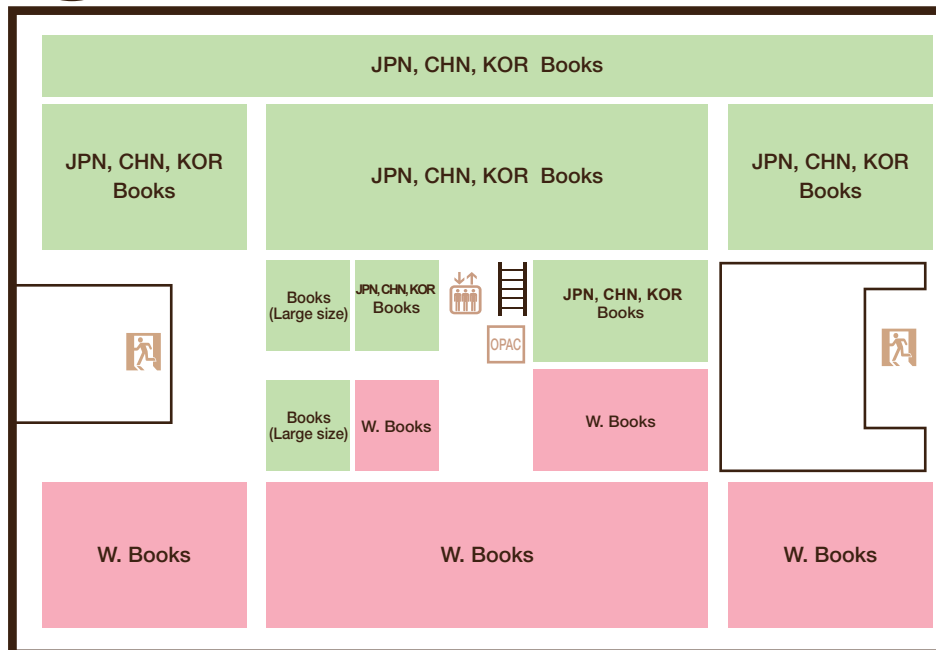 JPN, CHN, KOR Books
JPN, CHN, KOR
Books
JPN, CHN, KOR Books
JPN, CHN, KOR
Books
Books
(Large size)
JPN, CHN, KOR
Books
JPN, CHN, KOR
Books
OPAC
Books
(Large size)
W. Books
W. Books
W. Books
W. Books
W. Books